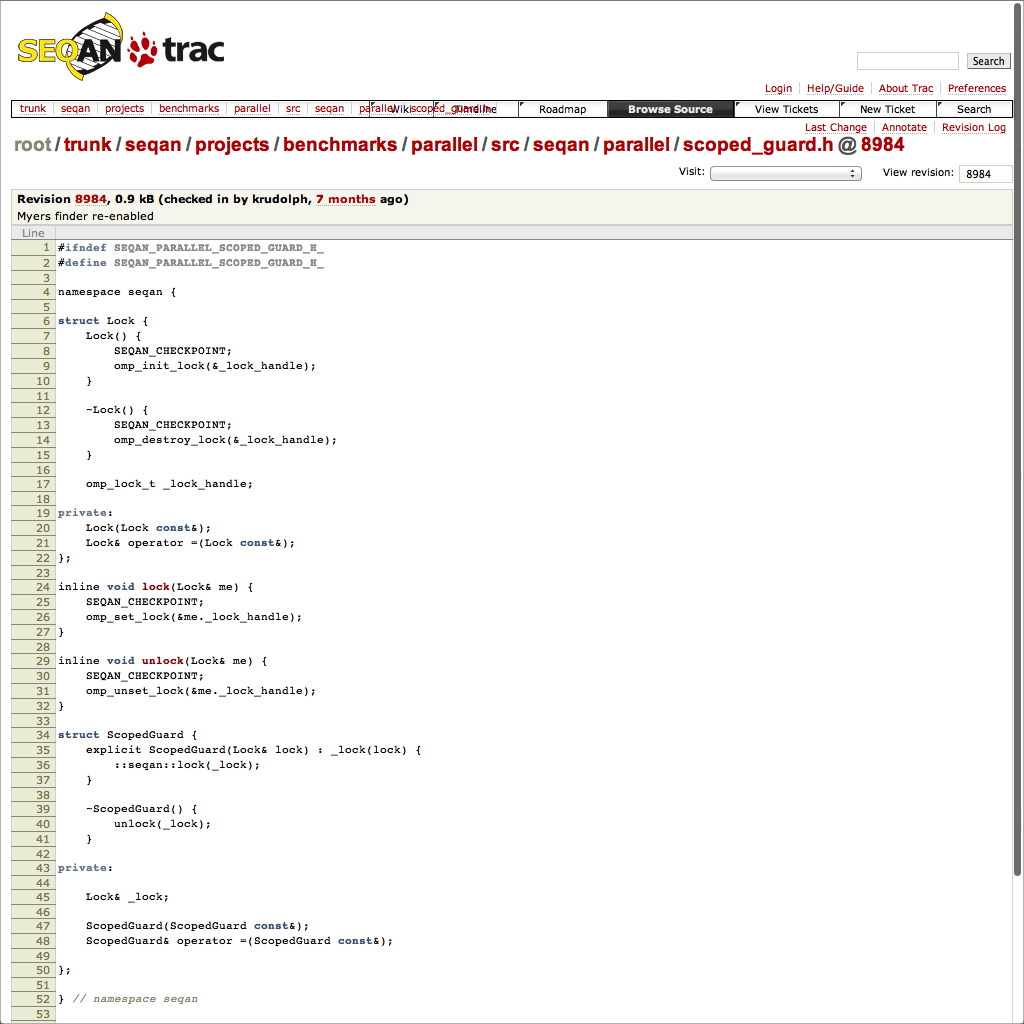 SEQAN trac
Search
Login Help/Guide About Trac Preferences
trunk seqan projects benchmarks parallel src seqan parallel scoped_guard.h Wiki Timeline Roadmap Browse Source View Tickets New Ticket Search
Last Change Annotate Revision Log
root/trunk/seqan/projects/benchmarks/parallel/src/seqan/parallel/scoped_guard.h @ 8984
Visit: View revision: 8984
Revision 8984, 0.9 kB (checked in by krudolph, 7 months ago)
Myers finder re-enabled
Line
1 #ifndef SEQAN_PARALLEL_SCOPED_GUARD_H_
2 #define SEQAN_PARALLEL_SCOPED_GUARD_H_
3
4 namespace seqan {
5
6 struct Lock {
7     Lock() {
8         SEQAN_CHECKPOINT;
9         omp_init_lock(&_lock_handle);
10     }
11
12     ~Lock() {
13         SEQAN_CHECKPOINT;
14         omp_destroy_lock(&_lock_handle);
15     }
16
17     omp_lock_t _lock_handle;
18
19 private:
20     Lock(Lock const&);
21     Lock& operator =(Lock const&);
22 };
23
24 inline void lock(Lock& me) {
25     SEQAN_CHECKPOINT;
26     omp_set_lock(&me._lock_handle);
27 }
28
29 inline void unlock(Lock& me) {
30     SEQAN_CHECKPOINT;
31     omp_unset_lock(&me._lock_handle);
32 }
33
34 struct ScopedGuard {
35     explicit ScopedGuard(Lock& lock) : _lock(lock) {
36         ::seqan::lock(_lock);
37     }
38
39     ~ScopedGuard() {
40         unlock(_lock);
41     }
42
43 private:
44
45     Lock& _lock;
46
47     ScopedGuard(ScopedGuard const&);
48     ScopedGuard& operator =(ScopedGuard const&);
49
50 };
51
52 } // namespace seqan
53